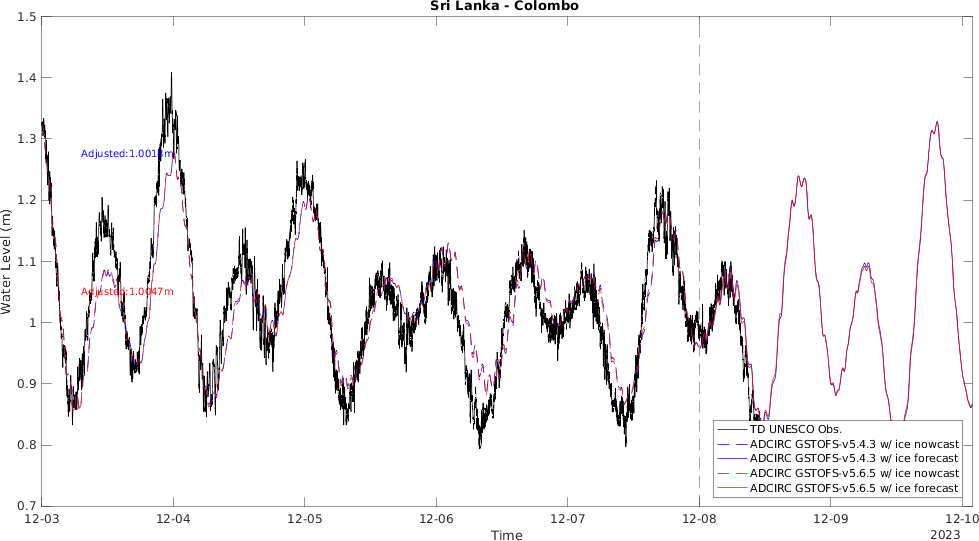 Sri Lanka - Colombo
1.5
1.4
1.3
1.2
1.1
1
0.9
0.8
0.7
Water Level (m)
Adjusted:1.0018m
Adjusted:1.0047m
TD UNESCO Obs.
ADCIRC GSTOFS-v5.4.3 w/ ice nowcast
ADCIRC GSTOFS-v5.4.3 w/ ice forecast
ADCIRC GSTOFS-v5.6.5 w/ ice nowcast
ADCIRC GSTOFS-v5.6.5 w/ ice forecast
12-03 12-04 12-05 12-06 12-07 12-08 12-09 12-10
Time
2023